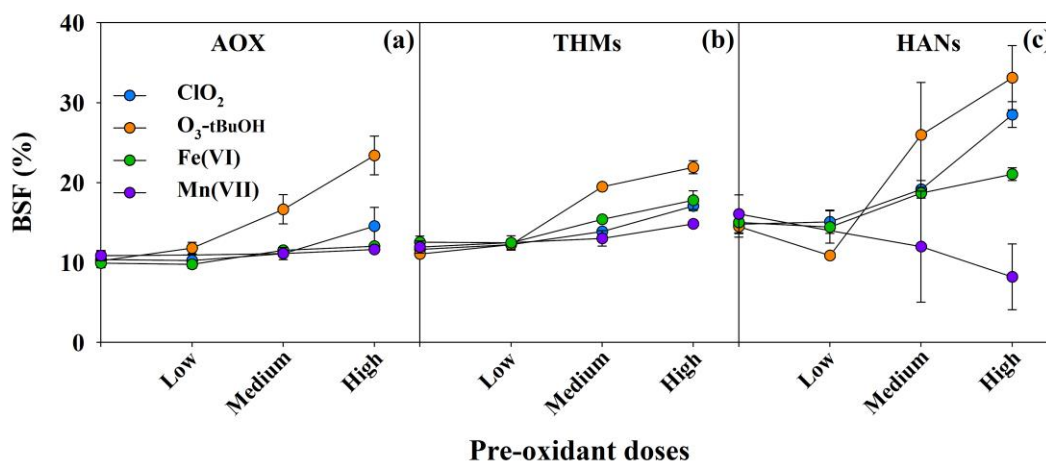 AOX (a)
THMs (b)
HANs (c)
ClO2
O3-tBuOH
Fe(VI)
Mn(VII)
BSF (%)
40
30
20
10
0
Low Medium High
Low Medium High
Low Medium High
Pre-oxidant doses